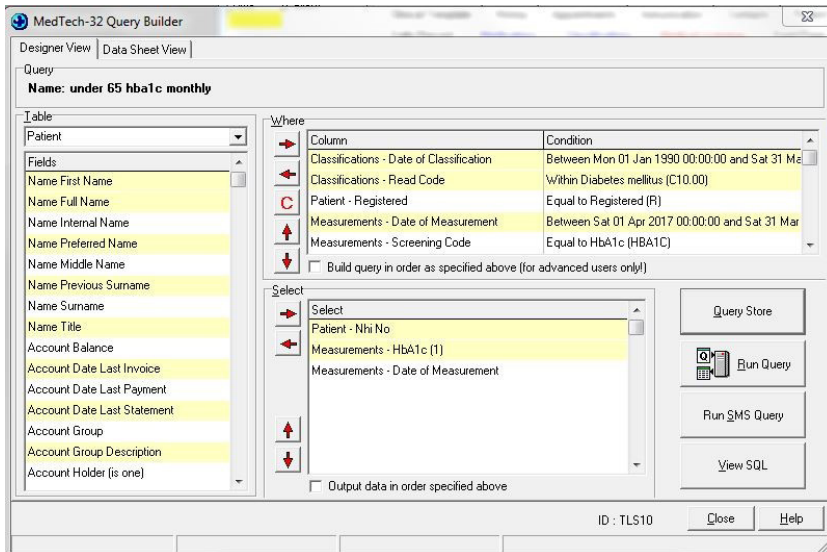 MedTech-32 Query Builder
Designer View
Data Sheet View
Query
Name: under 65 hba1c monthly
Table
Patient
Fields
Name First Name
Name Full Name
Name Internal Name
Name Preferred Name
Name Middle Name
Name Previous Surname
Name Surname
Name Title
Account Balance
Account Date Last Invoice
Account Date Last Payment
Account Date Last Statement
Account Group
Account Group Description
Account Holder (is one)
Where
C
Column Condition
Classifications - Date of Classification Between Mon 01 Jan 1990 00:00:00 and Sat 31 Ma
Classifications - Read Code Within Diabetes mellitus (C10.00)
Patient - Registered Equal to Registered (R)
Measurements - Date of Measurement Between Sat 01 Apr 2017 00:00:00 and Sat 31 Mar
Measurements - Screening Code Equal to HbA1c (HBA1C)
Build query in order as specified above (for advanced users only!)
Select
Select
Patient - Nhi No
Measurements - HbA1c (1)
Measurements - Date of Measurement
Output data in order specified above
Query Store
Q
Run Query
Run SMS Query
View SQL
ID : TLS10
Close
Help